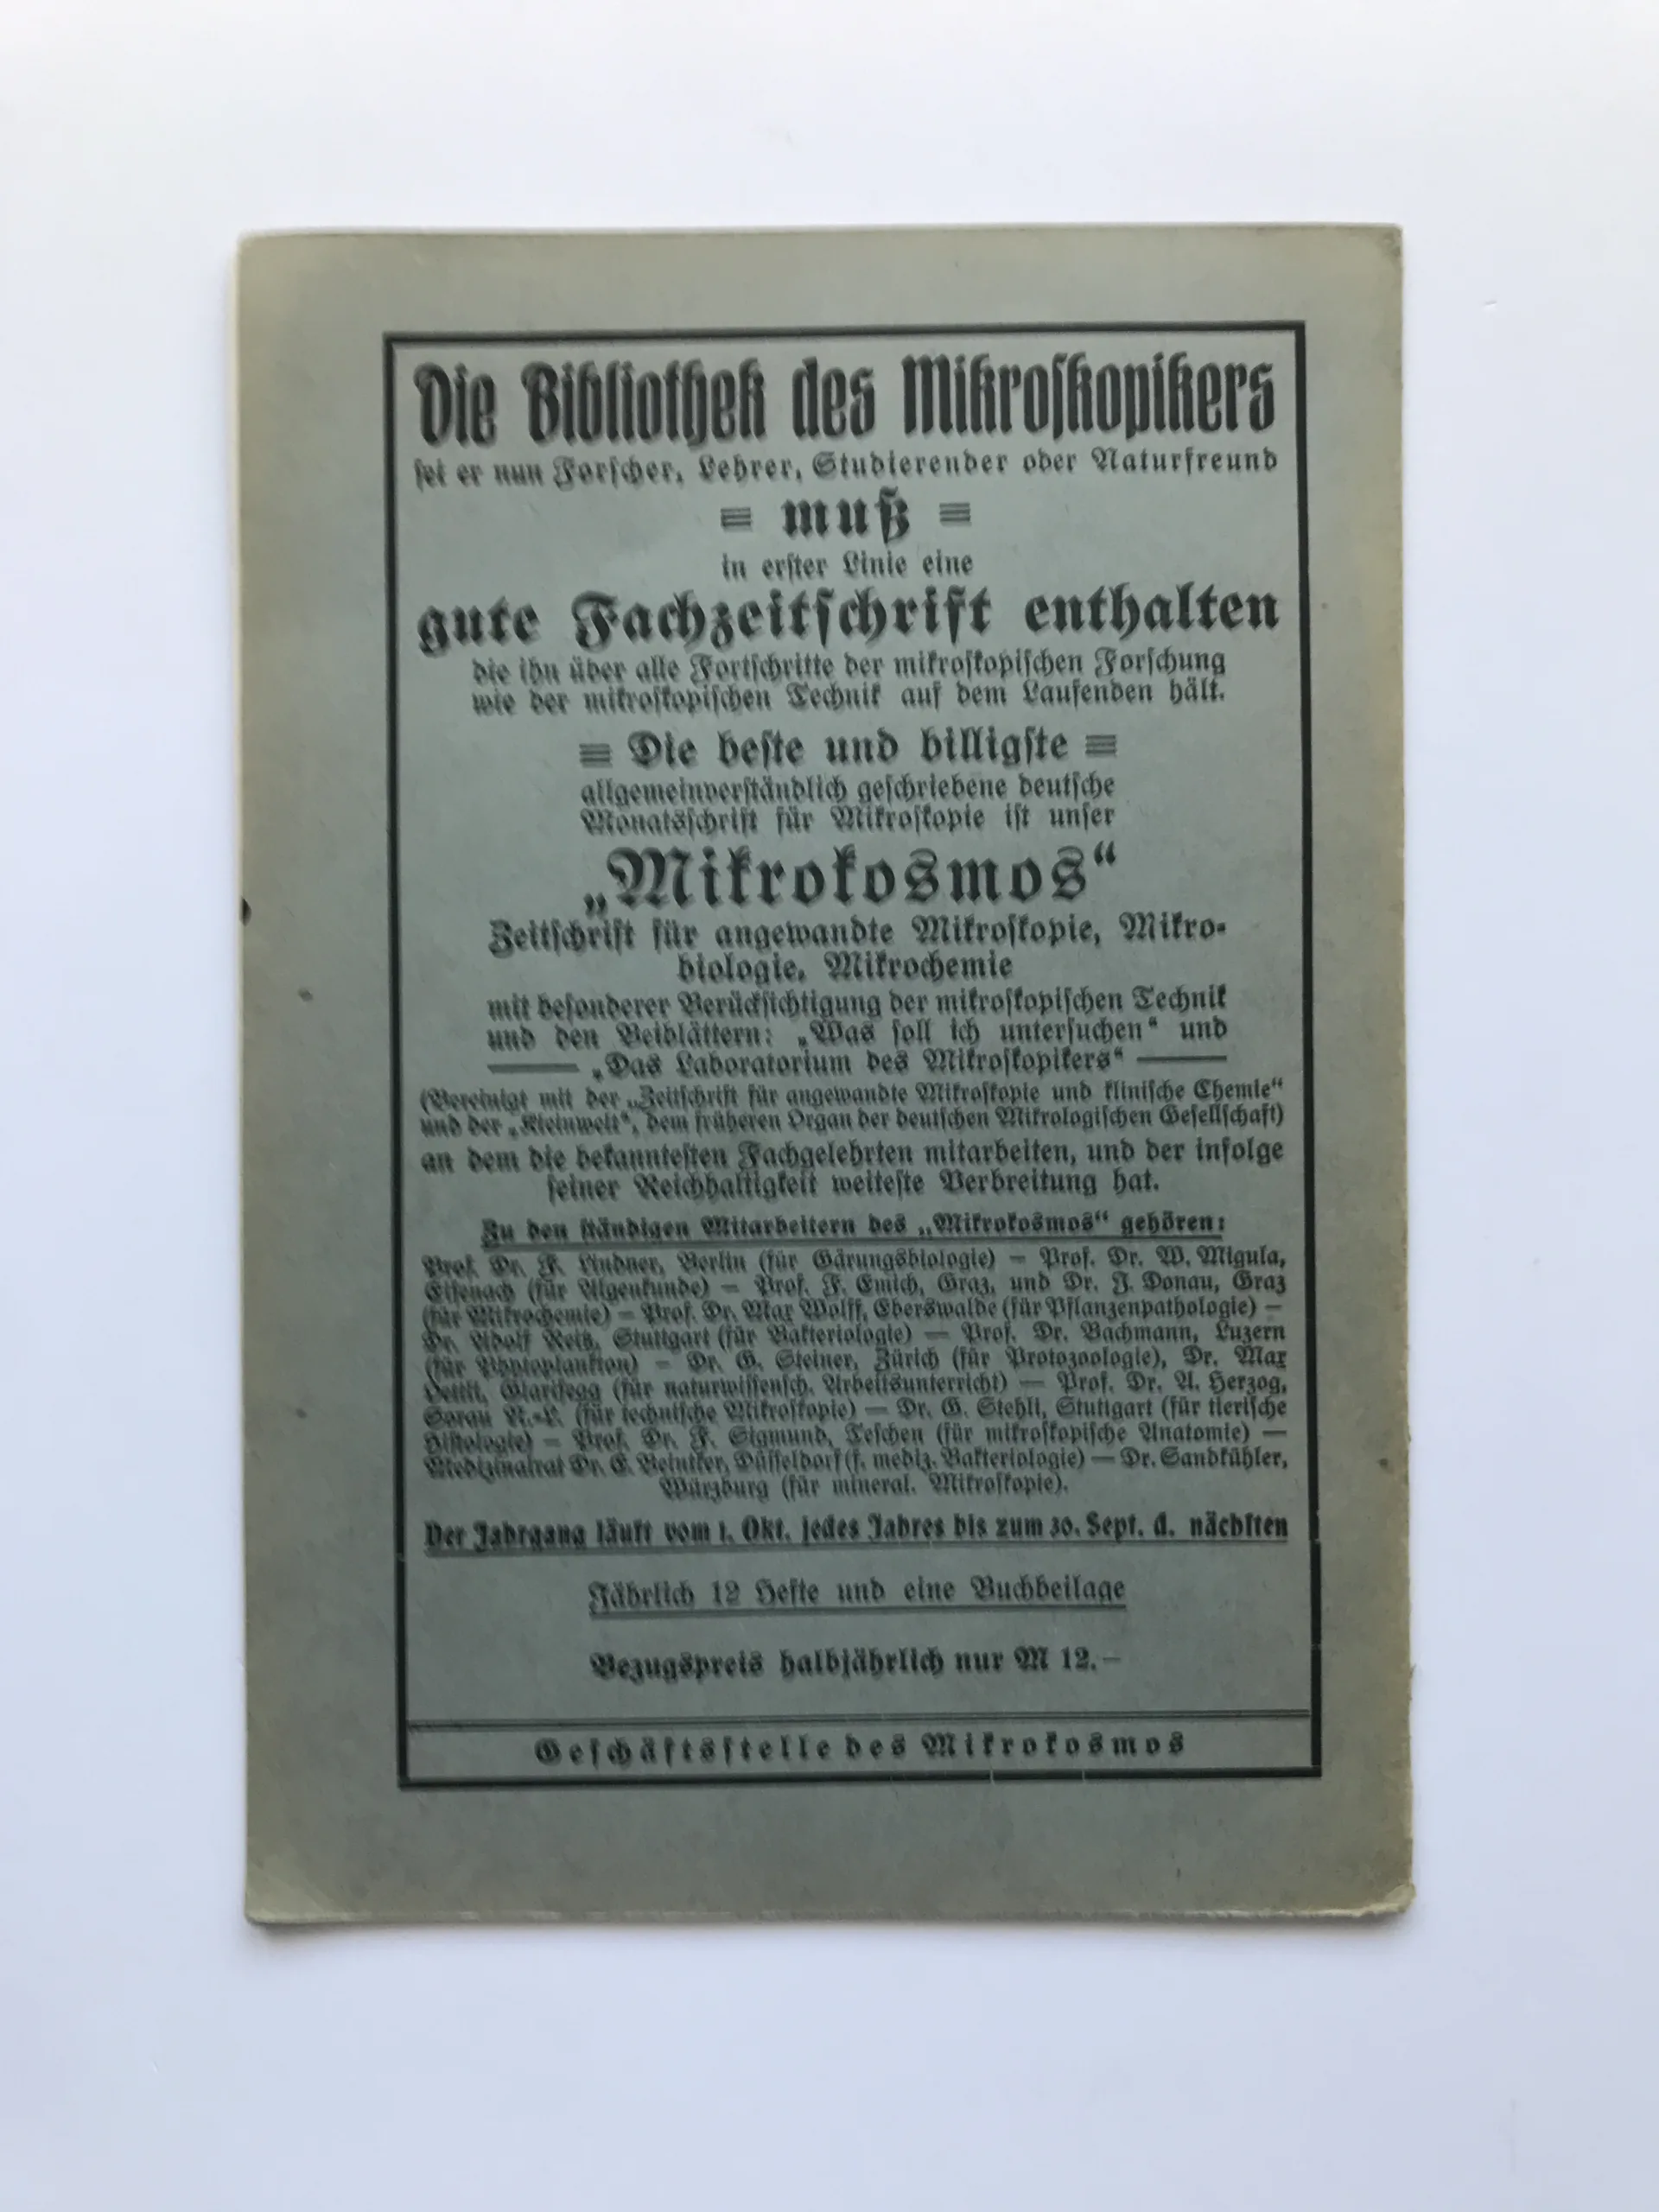 Die Bibliothek des Mikroſkopikers
ſei er nun Forſcher, Lehrer, Studierender oder Naturfreund
≡ muß ≡
in erſter Linie eine
gute Fachzeitſchrift enthalten
die ihn über alle Fortſchritte der mikroſkopiſchen Forſchung
wie der mikroſkopiſchen Technik auf dem Laufenden hält.
≡ Die beſte und billigſte ≡
allgemeinverſtändlich geſchriebene deutſche
Monatsſchrift für Mikroſkopie iſt unſer
„Mikrokosmos“
Zeitſchrift für angewandte Mikroſkopie, Mikro-
biologie, Mikrochemie
mit beſonderer Berückſichtigung der mikroſkopiſchen Technik
und den Beiblättern: „Was ſoll ich unterſuchen“ und
„Das Laboratorium des Mikroſkopikers“
(Vereinigt mit der „Zeitſchrift für angewandte Mikroſkopie und kliniſche Chemie“
und der „Kleinwelt“, dem früheren Organ der deutſchen Mikrologiſchen Geſellſchaft)
an dem die bekannteſten Fachgelehrten mitarbeiten, und der infolge
ſeiner Reichhaltigkeit weiteſte Verbreitung hat.
Zu den ſtändigen Mitarbeitern des „Mikrokosmos“ gehören:
Prof. Dr. P. Lindner, Berlin (für Gärungsbiologie) — Prof. Dr. W. Migula,
Eiſenach (für Algenkunde) — Prof. F. Emich, Graz, und Dr. J. Donau, Graz
(für Mikrochemie) — Prof. Dr. Max Wolff, Eberswalde (für Pflanzenpathologie) —
Dr. Adolf Reitz, Stuttgart (für Bakteriologie) — Prof. Dr. Bachmann, Luzern
(für Phytoplankton) — Dr. G. Steiner, Zürich (für Protozoologie), Dr. Max
Oettli, Glariſegg (für naturwiſſenſch. Arbeitsunterricht) — Prof. Dr. A. Herzog,
Sorau N.-L. (für techniſche Mikroſkopie) — Dr. G. Stehli, Stuttgart (für tieriſche
Hiſtologie) — Prof. Dr. F. Sigmund, Teſchen (für mikroſkopiſche Anatomie) —
Medizinalrat Dr. C. Beintker, Düſſeldorf (f. mediz. Bakteriologie) — Dr. Sandkühler,
Würzburg (für mineral. Mikroſkopie).
Der Jahrgang läuft vom 1. Okt. jedes Jahres bis zum 30. Sept. d. nächſten
Jährlich 12 Hefte und eine Buchbeilage
Bezugspreis halbjährlich nur M 12.—
Geſchäftsſtelle des Mikrokosmos